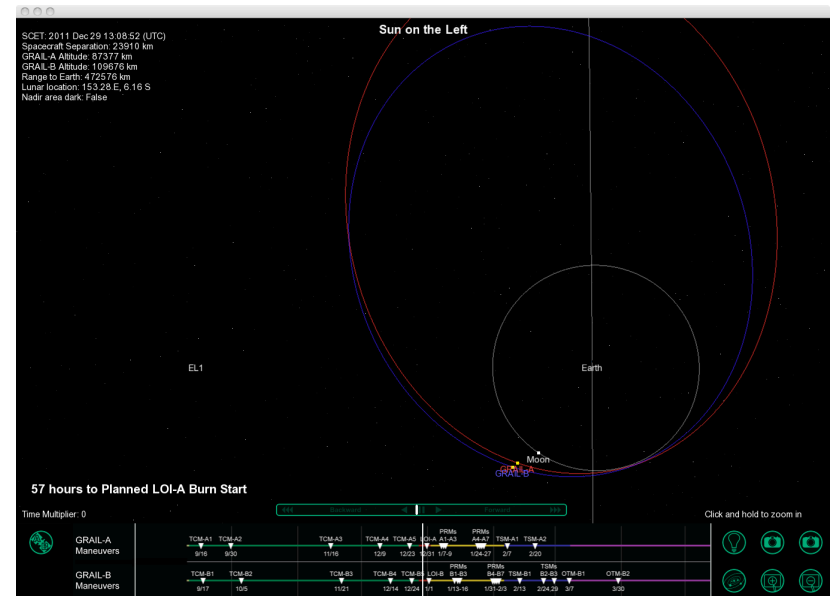 Sun on the Left
SCET: 2011 Dec 29 13:08:52 (UTC)
Spacecraft Separation: 23910 km
GRAIL-A Altitude: 87377 km
GRAIL-B Altitude: 109676 km
Range to Earth: 472576 km
Lunar location: 153.28 E, 6.16 S
Nadir area dark: False
EL1
Earth
Moon
GRAIL-A
GRAIL-B
57 hours to Planned LOI-A Burn Start
Time Multiplier: 0
Backward
Forward
Click and hold to zoom in
GRAIL-A
Maneuvers
PRMs PRMs
TCM-A1 TCM-A2 TCM-A3 TCM-A4 TCM-A5 LOI-A A1-A3 A4-A7 TSM-A1 TSM-A2
9/16 9/30 11/16 12/9 12/23 12/31 1/7-9 1/24-27 2/7 2/20
GRAIL-B
Maneuvers
PRMs PRMs TSMs
TCM-B1 TCM-B2 TCM-B3 TCM-B4 TCM-B5 LOI-B B1-B3 B4-B7 TSM-B1 B2-B3 OTM-B1 OTM-B2
9/17 10/5 11/21 12/14 12/24 1/1 1/13-16 1/31-2/3 2/13 2/24,29 3/7 3/30